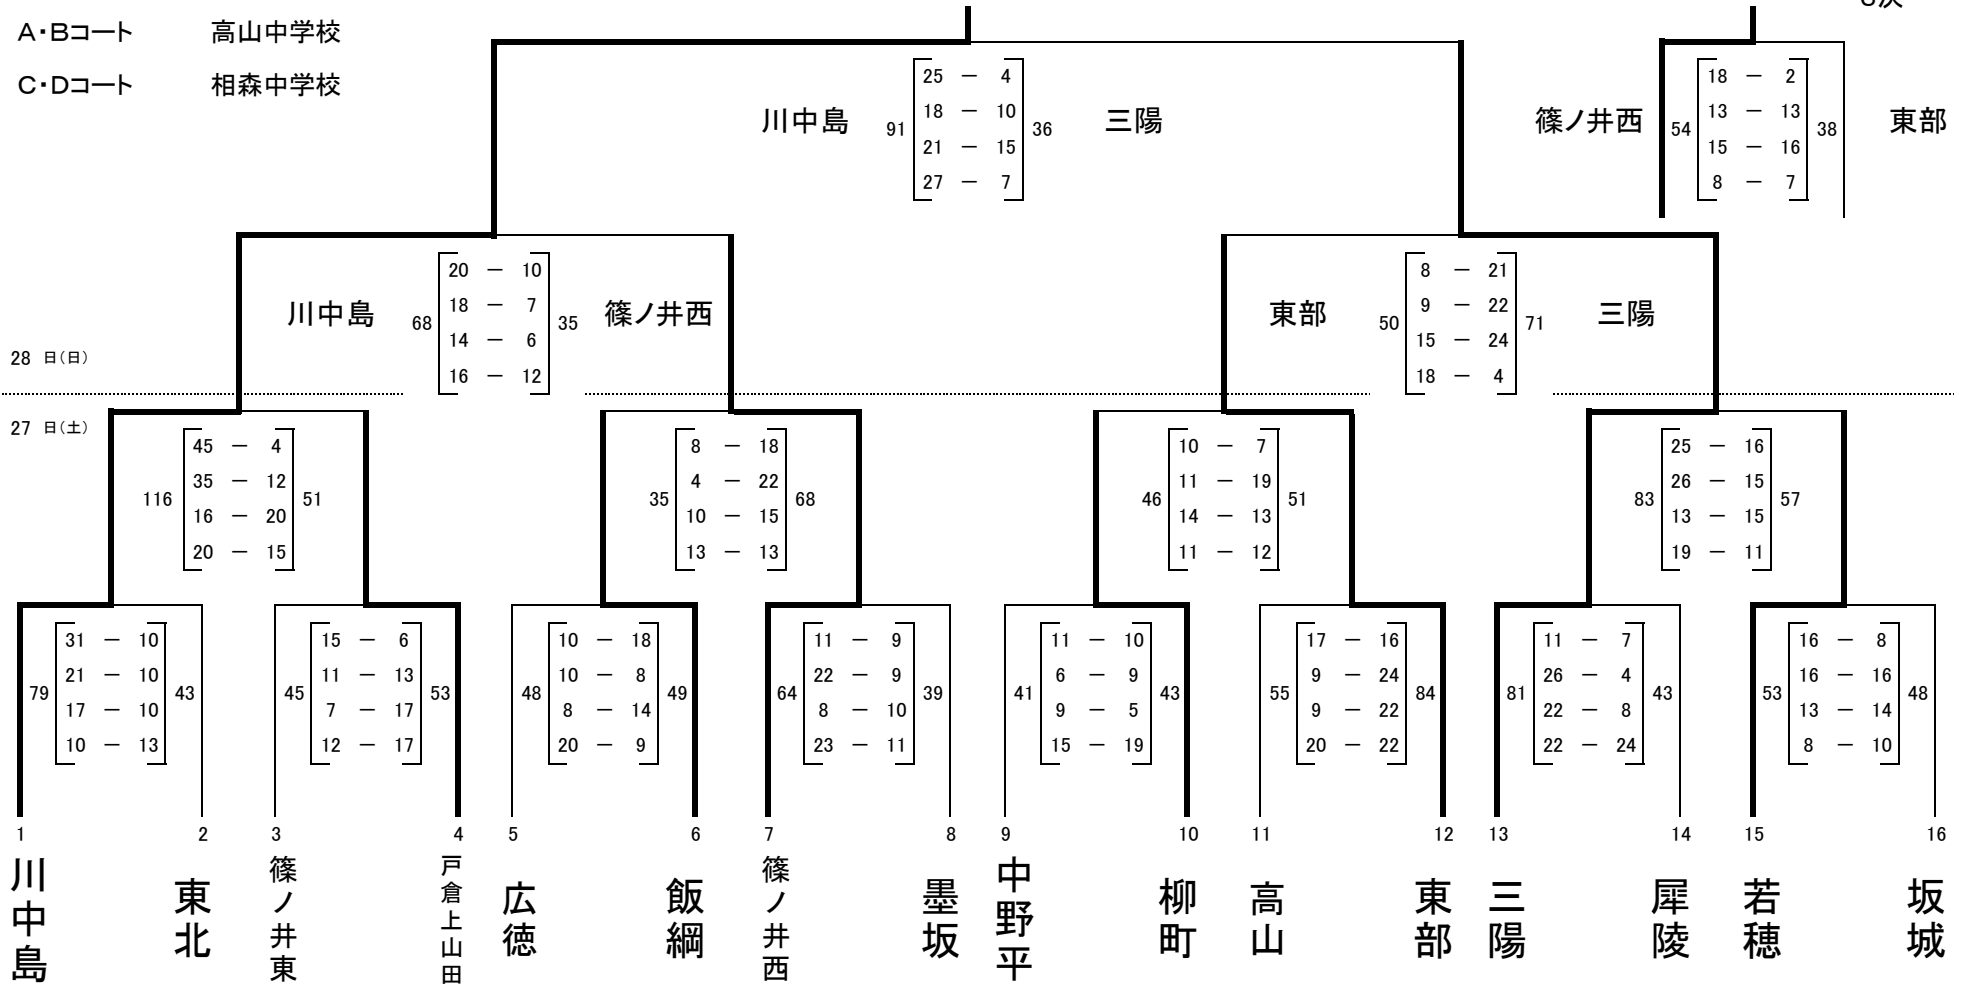 A・Bコート 高山中学校
C・Dコート 相森中学校
川中島 91 36 三陽
25 － 4
18 － 10
21 － 15
27 － 7
篠ノ井西 54 38 東部
18 － 2
13 － 13
15 － 16
8 － 7
川中島 68 35 篠ノ井西
20 － 10
18 － 7
14 － 6
16 － 12
東部 50 71 三陽
8 － 21
9 － 22
15 － 24
18 － 4
28 日（日）
27 日（土）
116 51
45 － 4
35 － 12
16 － 20
20 － 15
35 68
8 － 18
4 － 22
10 － 15
13 － 13
46 51
10 － 7
11 － 19
14 － 13
11 － 12
83 57
25 － 16
26 － 15
13 － 15
19 － 11
79 43
31 － 10
21 － 10
17 － 10
10 － 13
45 53
15 － 6
11 － 13
7 － 17
12 － 17
48 49
10 － 18
10 － 8
8 － 14
20 － 9
64 39
11 － 9
22 － 9
8 － 10
23 － 11
41 43
11 － 10
6 － 9
9 － 5
15 － 19
55 84
17 － 16
9 － 24
9 － 22
20 － 22
81 43
11 － 7
26 － 4
22 － 8
22 － 24
53 48
16 － 8
16 － 16
13 － 14
8 － 10
1 2 3 4 5 6 7 8 9 10 11 12 13 14 15 16
川中島
東北
篠ノ井東
戸倉上山田
広徳
飯綱
篠ノ井西
墨坂
中野平
柳町
高山
東部
三陽
犀陵
若穂
坂城